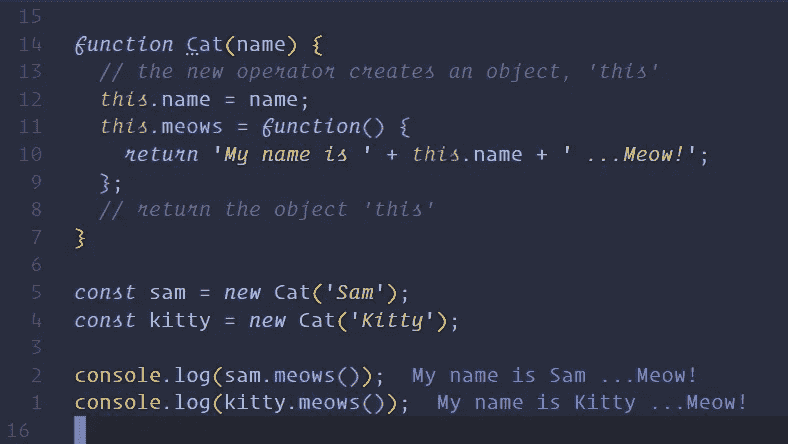 15
14 function Cat(name) {
13 // the new operator creates an object, 'this'
12 this.name = name;
11 this.meows = function() {
10 return 'My name is ' + this.name + ' ...Meow!';
9 };
8 // return the object 'this'
7 }
6
5 const sam = new Cat('Sam');
4 const kitty = new Cat('Kitty');
3
2 console.log(sam.meows()); My name is Sam ...Meow!
1 console.log(kitty.meows()); My name is Kitty ...Meow!
16